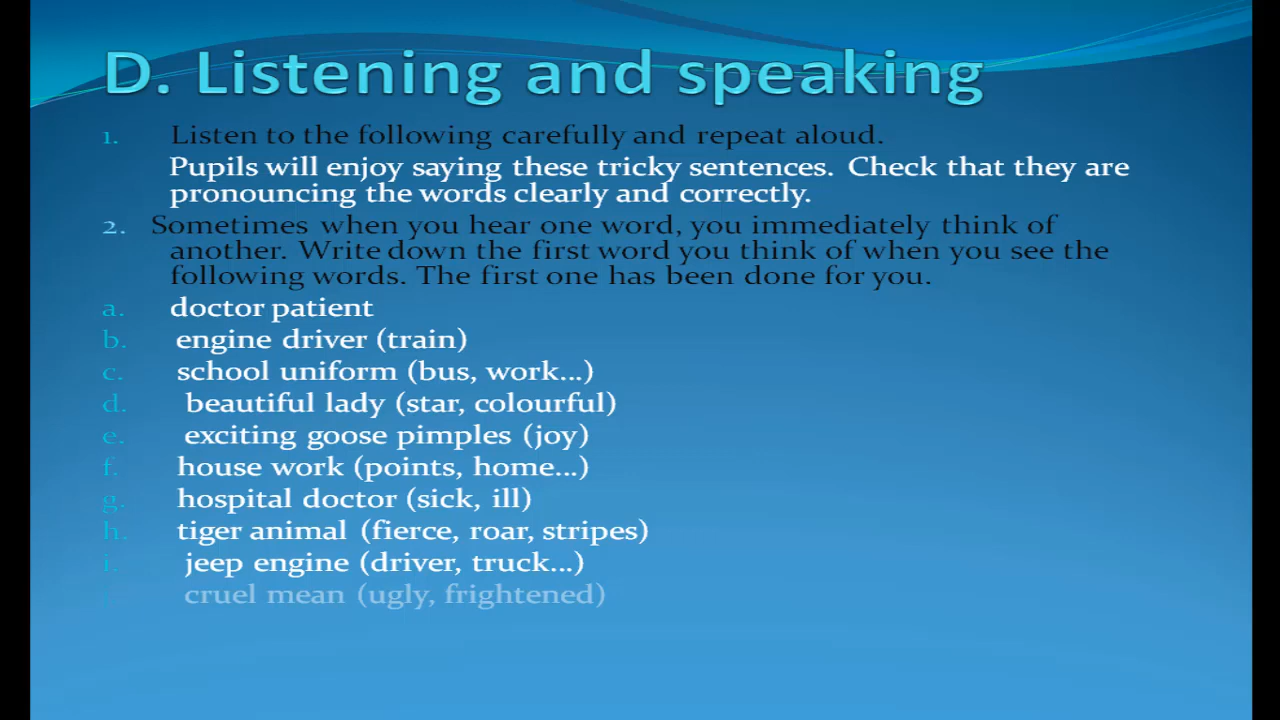 D. Listening and speaking
1. Listen to the following carefully and repeat aloud.
Pupils will enjoy saying these tricky sentences. Check that they are
pronouncing the words clearly and correctly.
2. Sometimes when you hear one word, you immediately think of
another. Write down the first word you think of when you see the
following words. The first one has been done for you.
a. doctor patient
b. engine driver (train)
c. school uniform (bus, work...)
d. beautiful lady (star, colourful)
e. exciting goose pimples (joy)
f. house work (points, home...)
g. hospital doctor (sick, ill)
h. tiger animal (fierce, roar, stripes)
i. jeep engine (driver, truck...)
j. cruel mean (ugly, frightened)